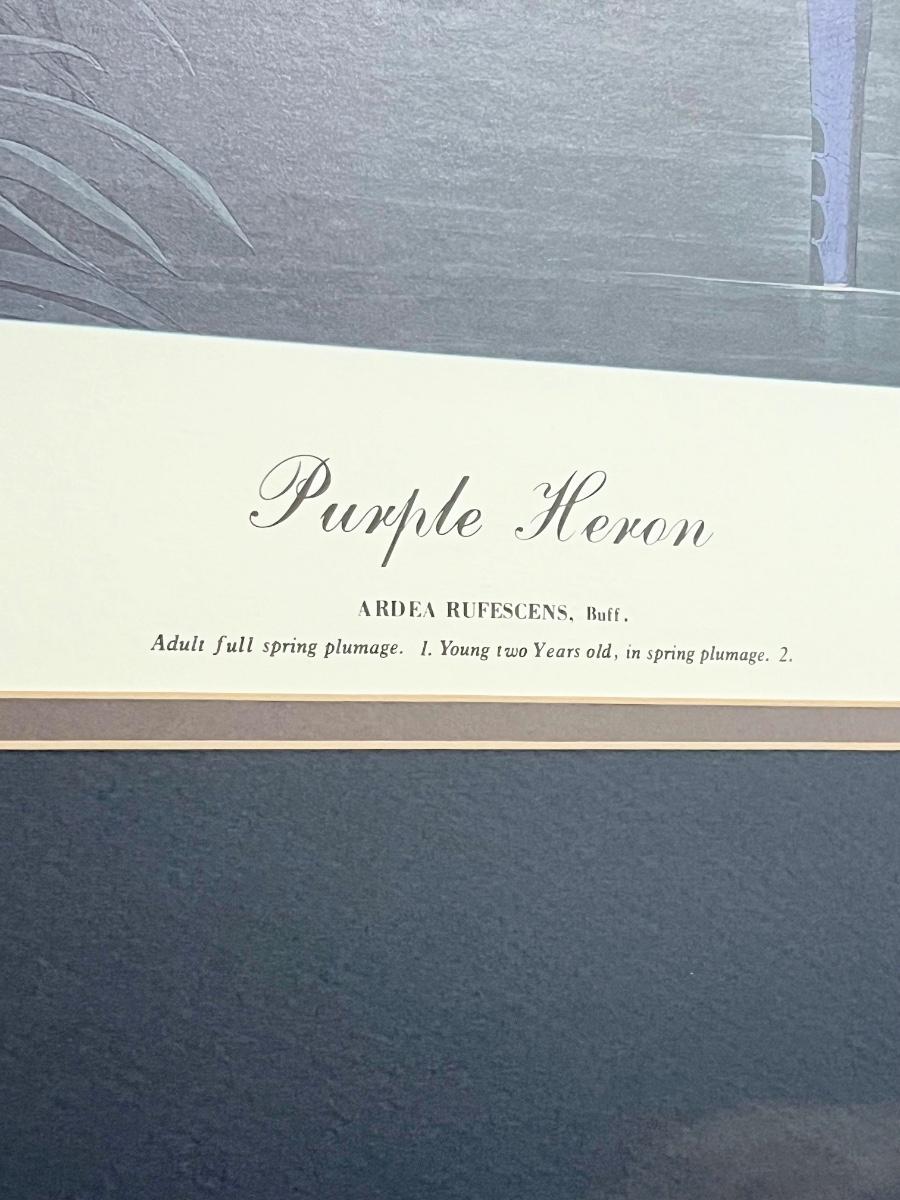 Purple Heron
ARDEA RUFESCENS, Buff.
Adult full spring plumage. 1. Young two Years old, in spring plumage. 2.